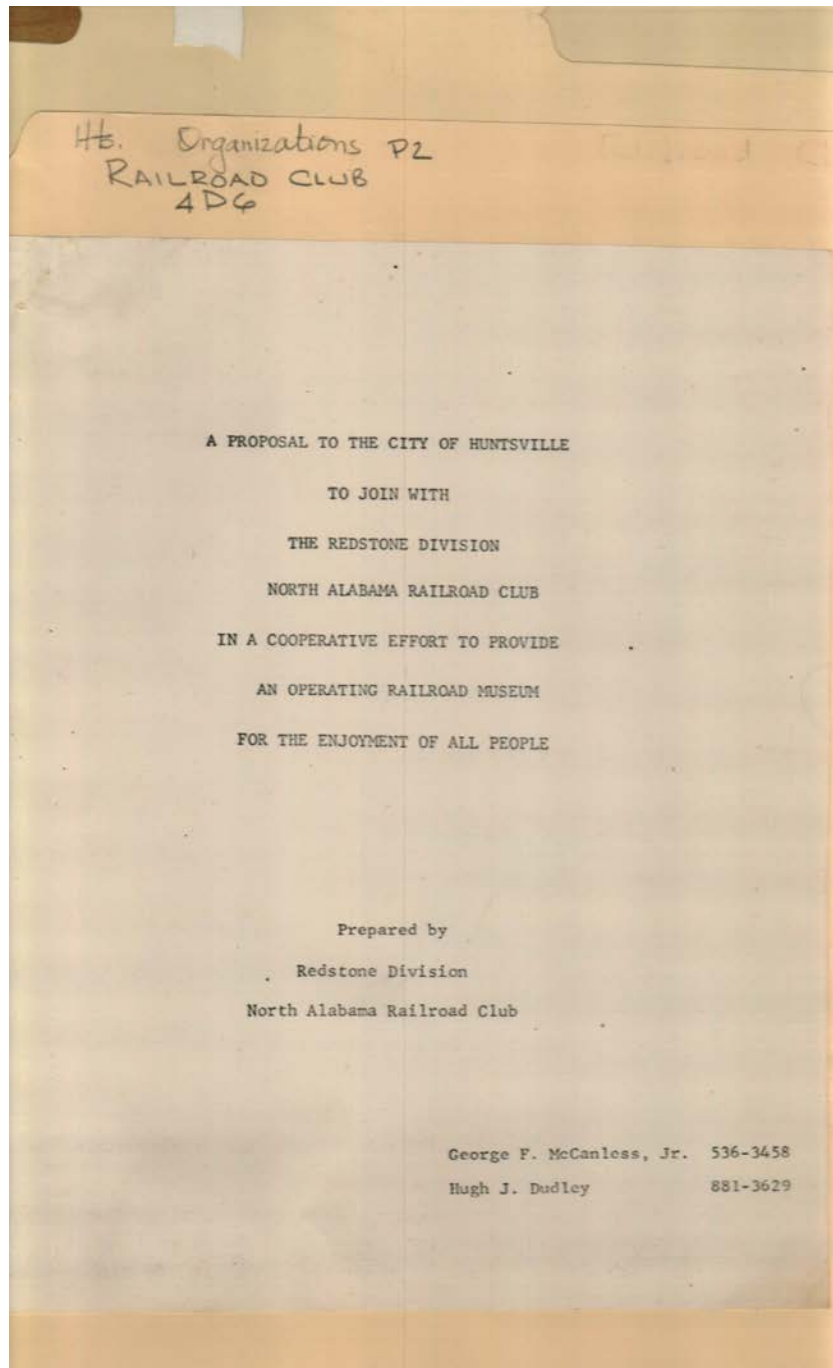 Hts. Organizations P2
RAILROAD CLUB
4D6
A PROPOSAL TO THE CITY OF HUNTSVILLE
TO JOIN WITH
THE REDSTONE DIVISION
NORTH ALABAMA RAILROAD CLUB
IN A COOPERATIVE EFFORT TO PROVIDE
AN OPERATING RAILROAD MUSEUM
FOR THE ENJOYMENT OF ALL PEOPLE
Prepared by
Redstone Division
North Alabama Railroad Club
George F. McCanless, Jr. 536-3458
Hugh J. Dudley 881-3629